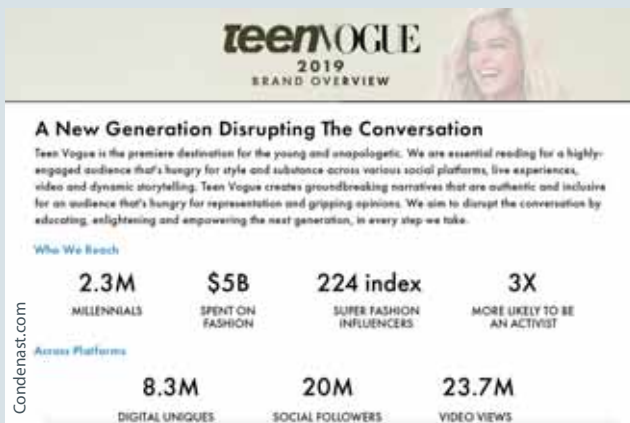 teenVOGUE
2019
BRAND OVERVIEW
A New Generation Disrupting The Conversation
Teen Vogue is the premiere destination for the young and unapologetic. We are essential reading for a highly-
engaged audience that's hungry for style and substance across various social platforms, live experiences,
video and dynamic storytelling. Teen Vogue creates groundbreaking narratives that are authentic and inclusive
for an audience that's hungry for representation and gripping opinions. We aim to disrupt the conversation by
educating, enlightening and empowering the next generation, in every step we take.
Who We Reach
2.3M $5B 224 index 3X
MILLENNIALS SPENT ON SUPER FASHION MORE LIKELY TO BE
FASHION INFLUENCERS AN ACTIVIST
Across Platforms
8.3M 20M 23.7M
DIGITAL UNIQUES SOCIAL FOLLOWERS VIDEO VIEWS
Condenast.com